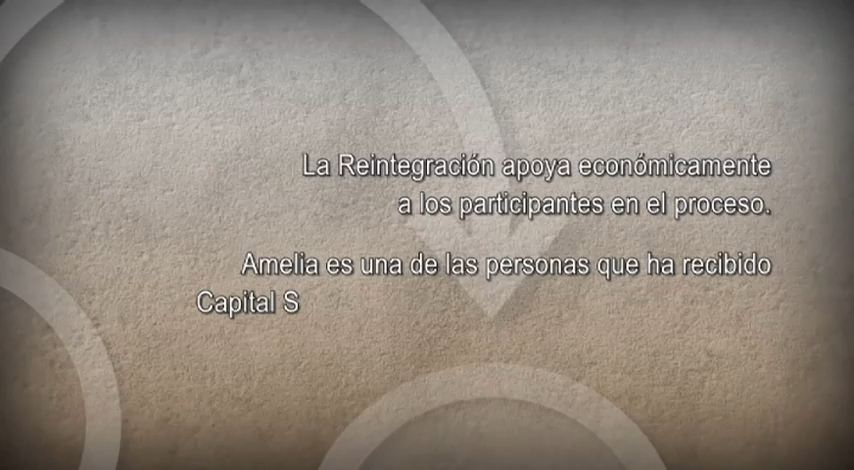 La Reintegración apoya económicamente
a los participantes en el proceso.
Amelia es una de las personas que ha recibido
Capital S